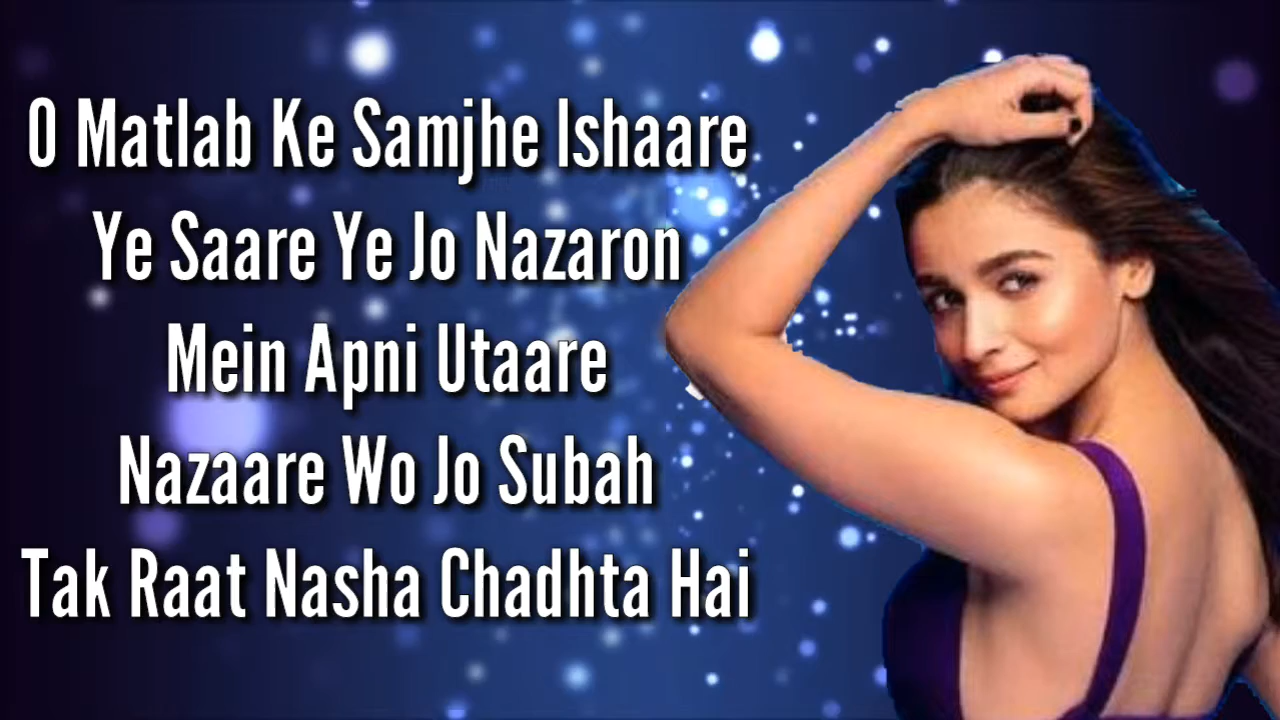 O Matlab Ke Samjhe Ishaare
Ye Saare Ye Jo Nazaron
Mein Apni Utaare
Nazaare Wo Jo Subah
Tak Raat Nasha Chadhta Hai